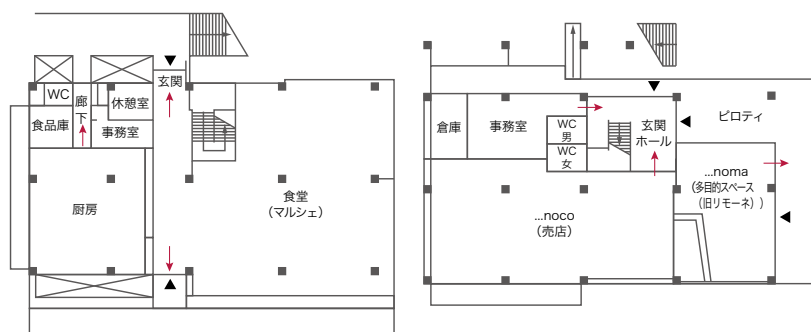 玄関
WC
廊
下
休憩室
食品庫
事務室
厨房
食堂
（マルシェ）
倉庫
事務室
WC
男
WC
女
玄関
ホール
ピロティ
...noma
（多目的スペース
（旧リモーネ））
...noco
（売店）